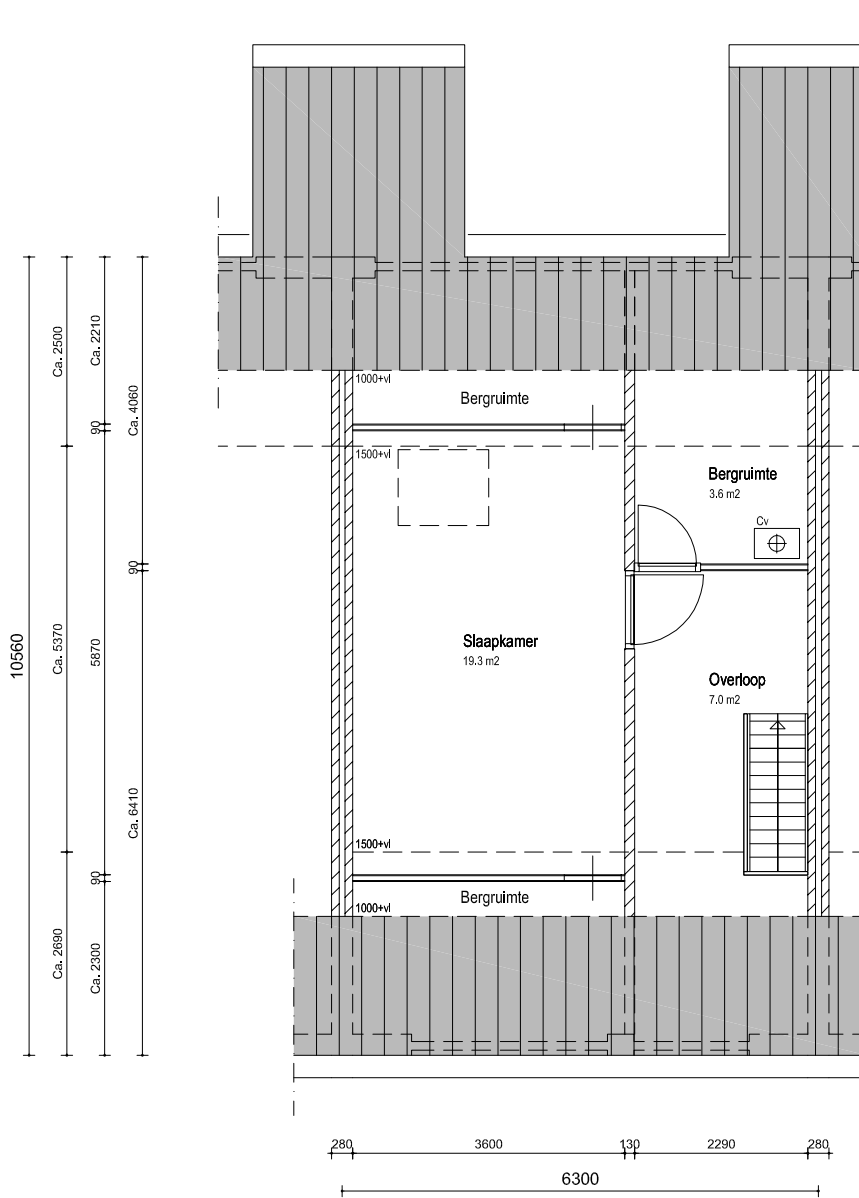 1000+vl
Bergruimte
1500+vl
Bergruimte
3.6 m2
Cv
Slaapkamer
19.3 m2
Overloop
7.0 m2
1500+vl
Bergruimte
1000+vl
10560
Ca. 2500
Ca. 5370
Ca. 2690
Ca. 2210
90
5870
90
Ca. 2300
Ca. 4060
90
Ca. 6410
280
3600
130
2290
280
6300